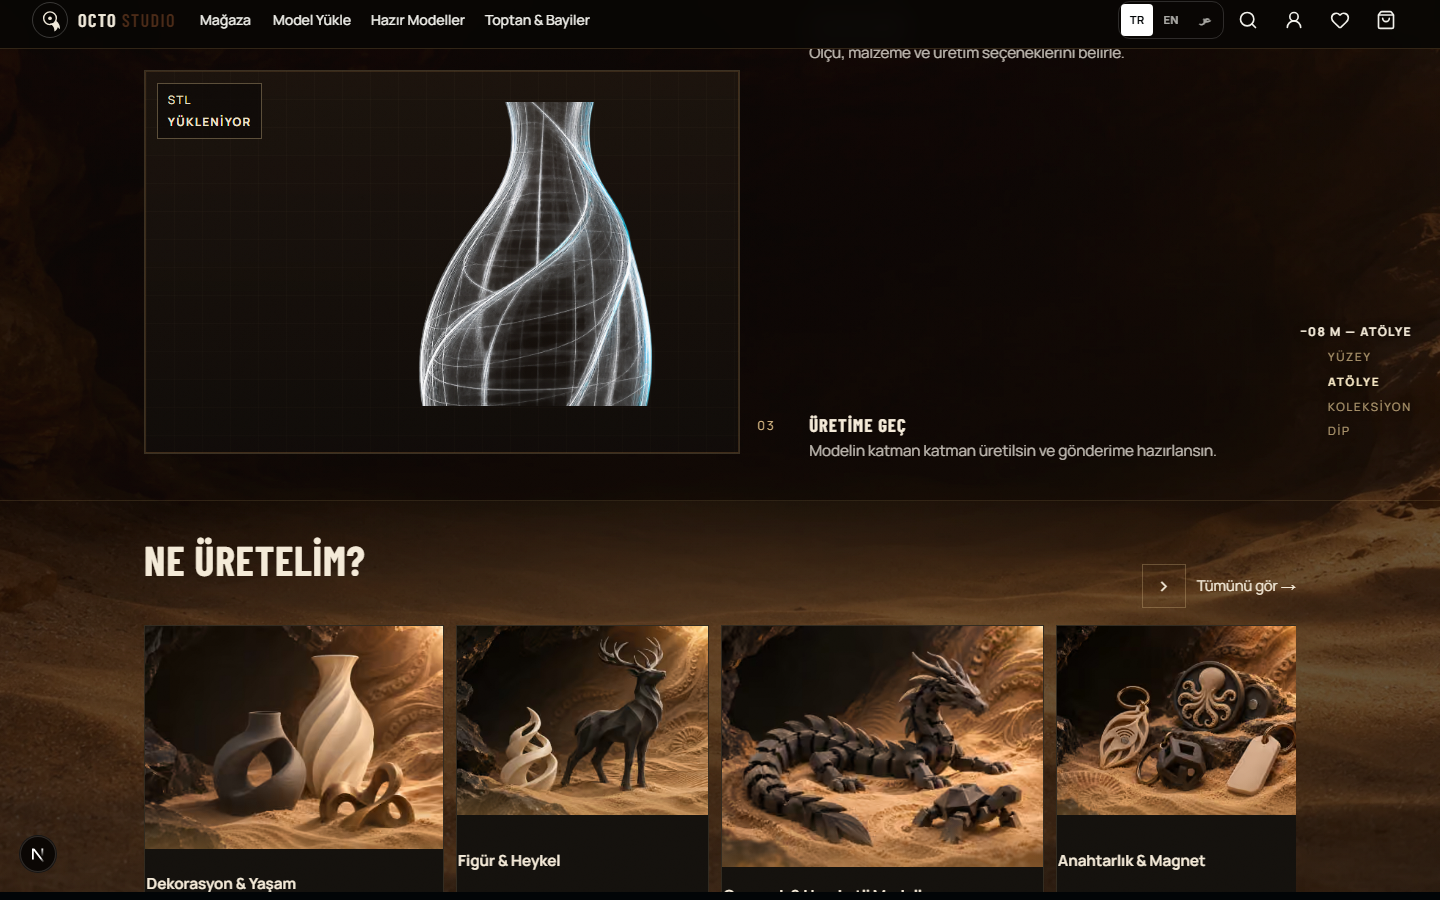 OCTO STUDIO
Mağaza
Model Yükle
Hazır Modeller
Toptan & Bayiler
TR
EN
Ölçü, malzeme ve üretim seçeneklerini belirle.
STL
YÜKLENİYOR
−08 M — ATÖLYE
YÜZEY
ATÖLYE
KOLEKSİYON
DİP
03
ÜRETİME GEÇ
Modelin katman katman üretilsin ve gönderime hazırlansın.
NE ÜRETELİM?
Tümünü gör →
Dekorasyon & Yaşam
Figür & Heykel
Anahtarlık & Magnet
N